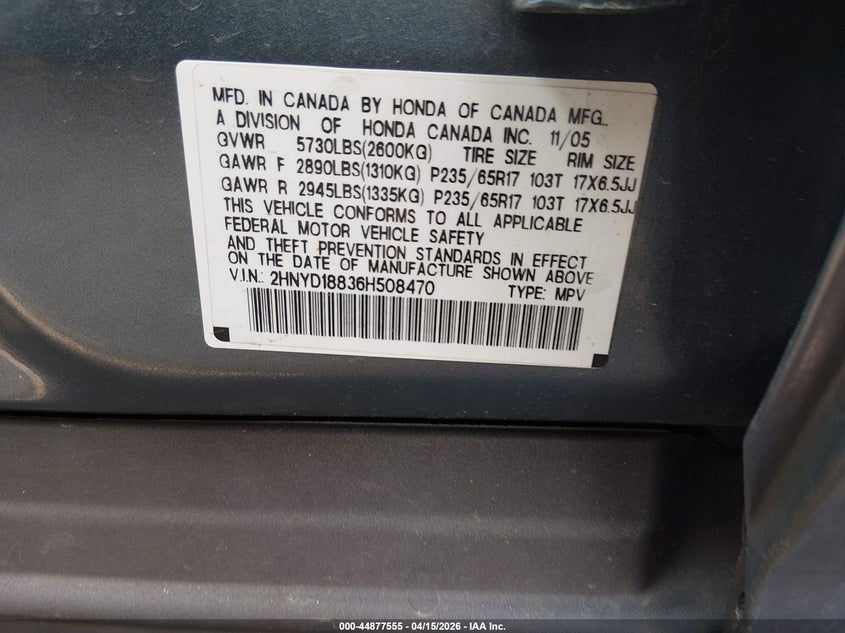 MFD. IN CANADA BY HONDA OF CANADA MFG.,
A DIVISION OF HONDA CANADA INC. 11/05
GVWR 5730LBS(2600KG) TIRE SIZE RIM SIZE
GAWR F 2890LBS(1310KG) P235/65R17 103T 17X6.5JJ
GAWR R 2945LBS(1335KG) P235/65R17 103T 17X6.5JJ
THIS VEHICLE CONFORMS TO ALL APPLICABLE
FEDERAL MOTOR VEHICLE SAFETY
AND THEFT PREVENTION STANDARDS IN EFFECT
ON THE DATE OF MANUFACTURE SHOWN ABOVE
V.I.N.: 2HNYD18836H508470 TYPE: MPV
000-44877555 | 04/15/2026 | IAA Inc.